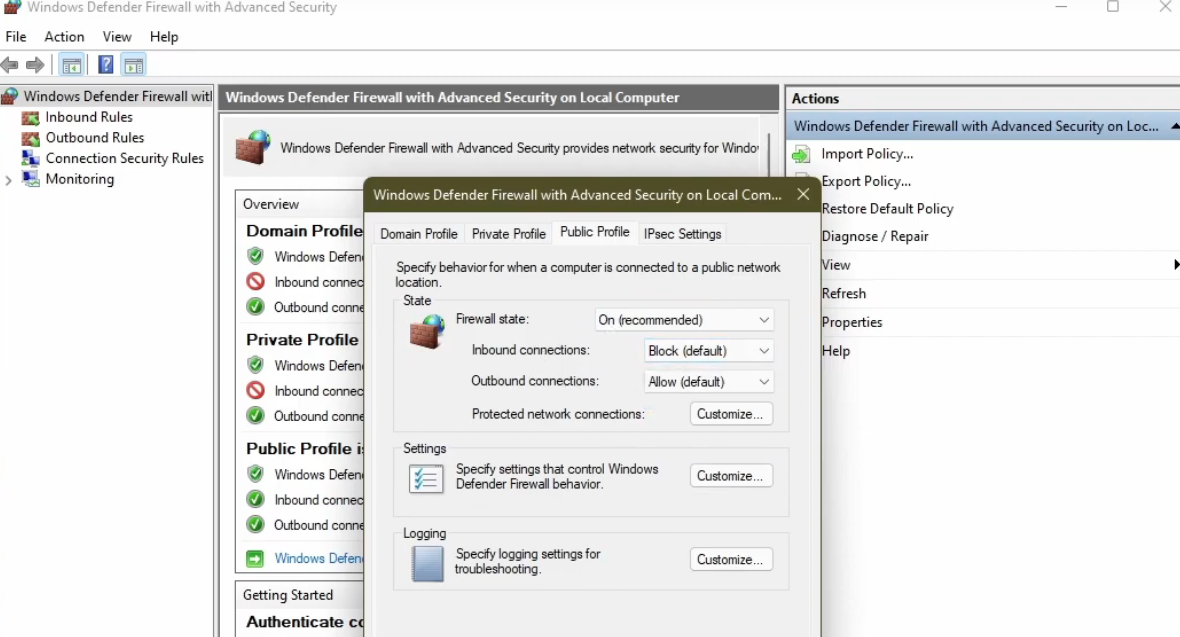 Windows Defender Firewall with Advanced Security
File Action View Help
Windows Defender Firewall wit
Inbound Rules
Outbound Rules
Connection Security Rules
Monitoring
Windows Defender Firewall with Advanced Security on Local Computer
Windows Defender Firewall with Advanced Security provides network security for Window
Overview
Domain Profile
Windows Defen
Inbound connec
Outbound conne
Private Profile
Windows Defen
Inbound connec
Outbound conne
Public Profile i
Windows Defen
Inbound connec
Outbound conne
Windows Defen
Getting Started
Authenticate co
Windows Defender Firewall with Advanced Security on Local Com...
Domain Profile Private Profile Public Profile IPsec Settings
Specify behavior for when a computer is connected to a public network
location.
State
Firewall state: On (recommended)
Inbound connections: Block (default)
Outbound connections: Allow (default)
Protected network connections: Customize...
Settings
Specify settings that control Windows
Defender Firewall behavior.
Customize...
Logging
Specify logging settings for
troubleshooting.
Customize...
Actions
Windows Defender Firewall with Advanced Security on Loc...
Import Policy...
Export Policy...
Restore Default Policy
Diagnose / Repair
View
Refresh
Properties
Help